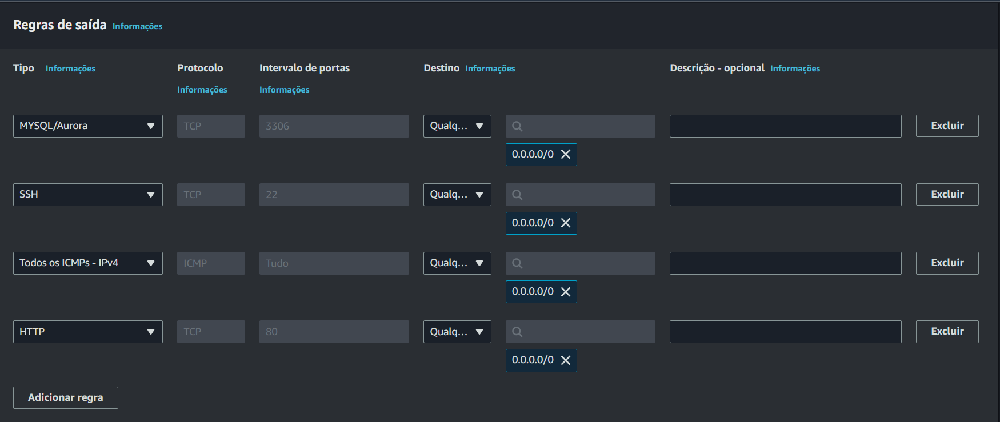 Regras de saída Informações
Tipo Informações Protocolo Intervalo de portas Destino Informações Descrição - opcional Informações
Informações Informações
MYSQL/Aurora TCP 3306 Qualq... Excluir
0.0.0.0/0
SSH TCP 22 Qualq... Excluir
0.0.0.0/0
Todos os ICMPs - IPv4 ICMP Tudo Qualq... Excluir
0.0.0.0/0
HTTP TCP 80 Qualq... Excluir
0.0.0.0/0
Adicionar regra